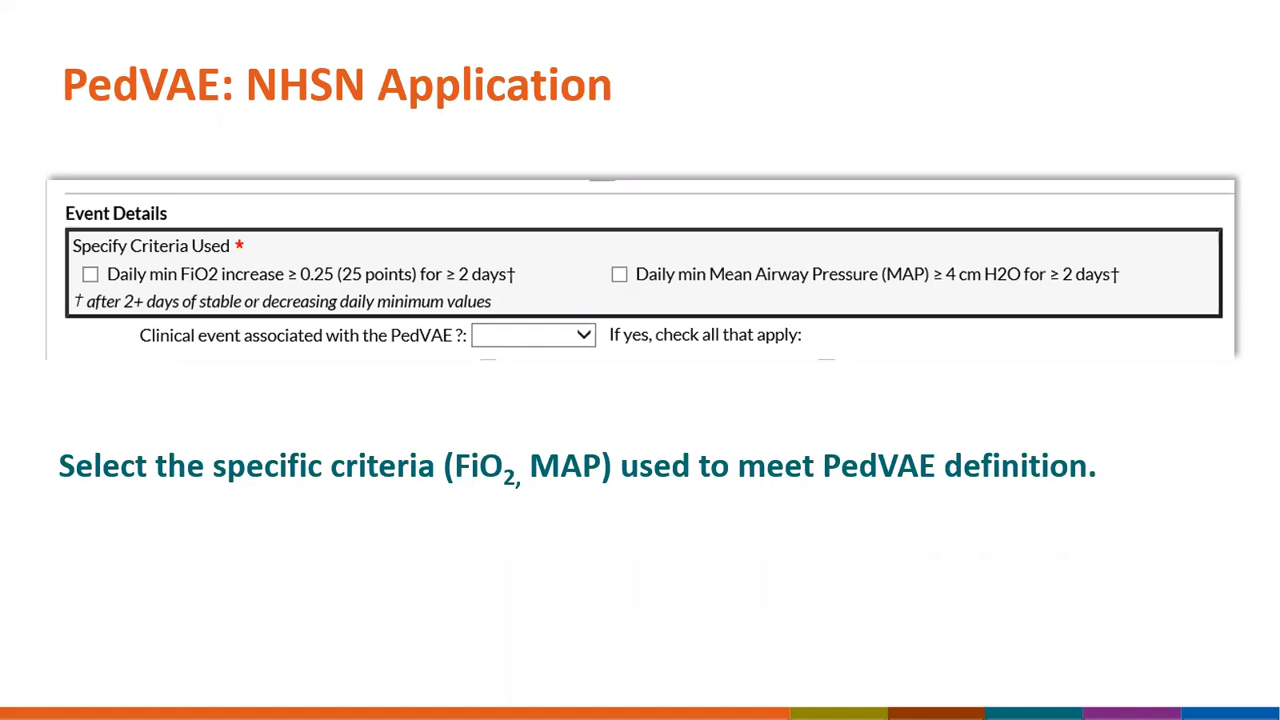 PedVAE: NHSN Application
Event Details
Specify Criteria Used *
Daily min FiO2 increase ≥ 0.25 (25 points) for ≥ 2 days† Daily min Mean Airway Pressure (MAP) ≥ 4 cm H2O for ≥ 2 days†
† after 2+ days of stable or decreasing daily minimum values
Clinical event associated with the PedVAE ?: If yes, check all that apply:
Select the specific criteria (FiO₂, MAP) used to meet PedVAE definition.